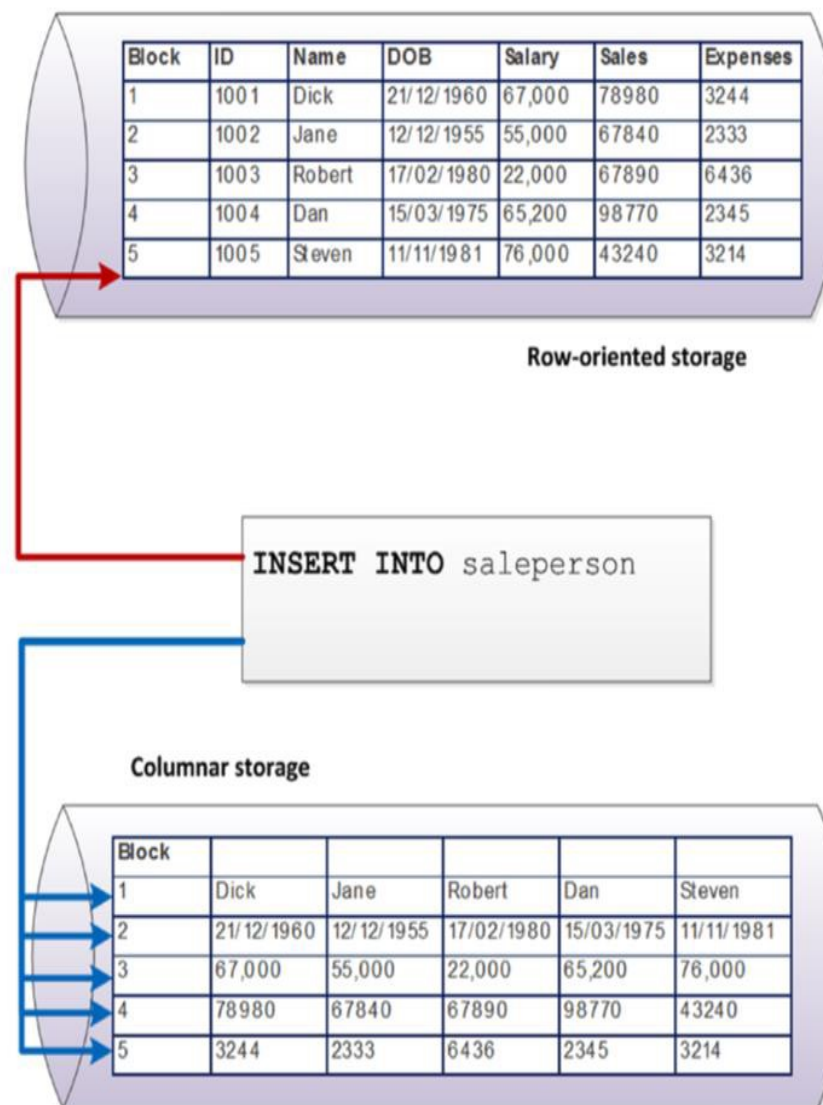 Block ID Name DOB Salary Sales Expenses
1 1001 Dick 21/12/1960 67,000 78980 3244
2 1002 Jane 12/12/1955 55,000 67840 2333
3 1003 Robert 17/02/1980 22,000 67890 6436
4 1004 Dan 15/03/1975 65,200 98770 2345
5 1005 Steven 11/11/1981 76,000 43240 3214
Row-oriented storage
INSERT INTO saleperson
Columnar storage
Block
1 Dick Jane Robert Dan Steven
2 21/12/1960 12/12/1955 17/02/1980 15/03/1975 11/11/1981
3 67,000 55,000 22,000 65,200 76,000
4 78980 67840 67890 98770 43240
5 3244 2333 6436 2345 3214